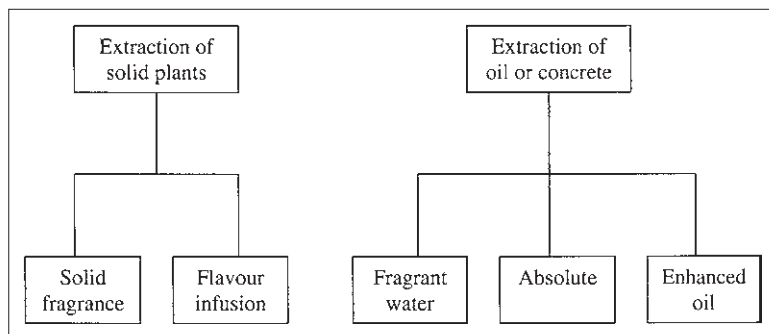 Extraction of
solid plants
Extraction of
oil or concrete
Solid
fragrance
Flavour
infusion
Fragrant
water
Absolute
Enhanced
oil